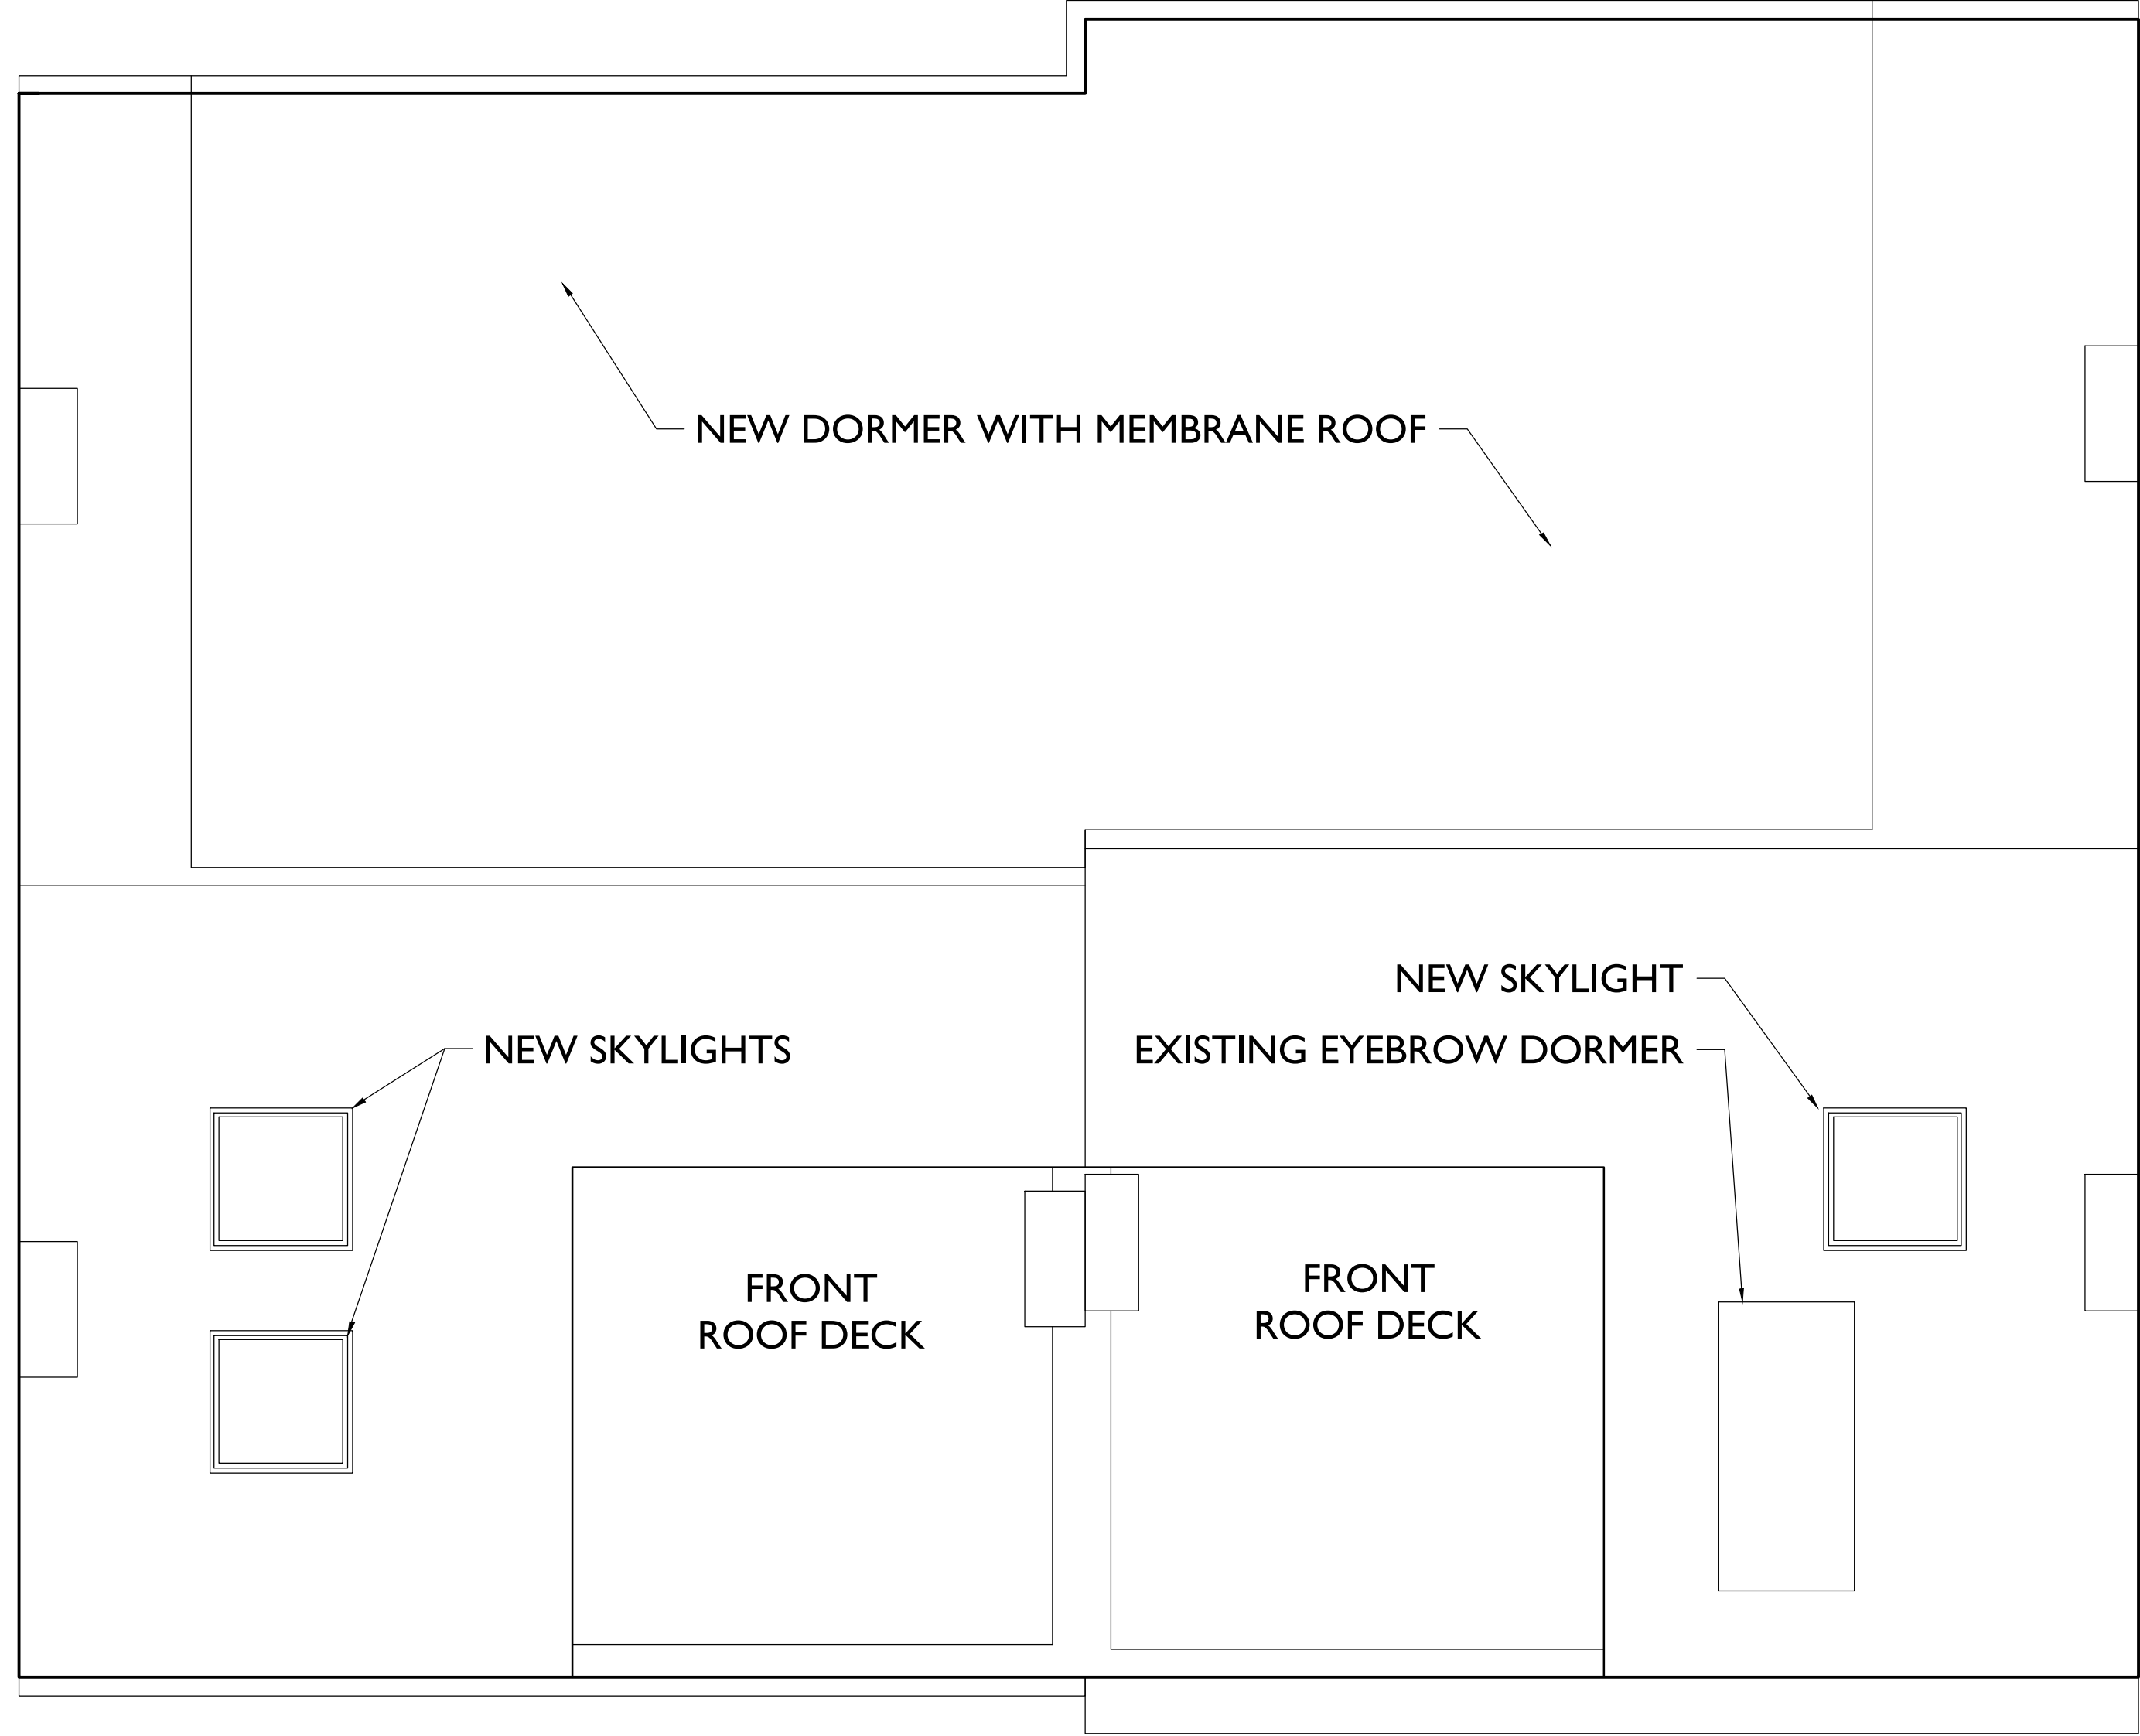 NEW DORMER WITH MEMBRANE ROOF
NEW SKYLIGHT
NEW SKYLIGHTS
EXISTING EYEBROW DORMER
FRONT
ROOF DECK
FRONT
ROOF DECK